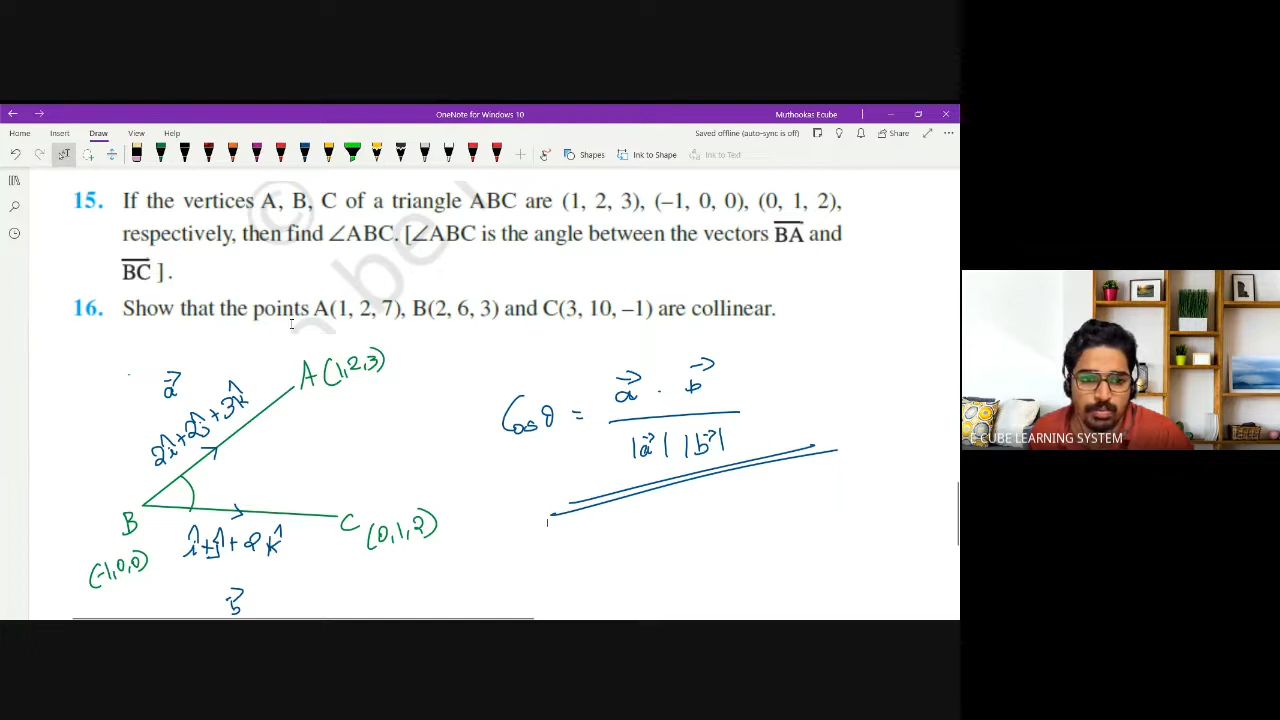 OneNote for Windows 10
Muthookas Ecube
Home Insert Draw View Help
Saved offline (auto-sync is off)
Share
Shapes
Ink to Shape
Ink to Text
15. If the vertices A, B, C of a triangle ABC are (1, 2, 3), (–1, 0, 0), (0, 1, 2),
respectively, then find ∠ABC. [∠ABC is the angle between the vectors B̅A̅ and
B̅C̅ ].
16. Show that the points A(1, 2, 7), B(2, 6, 3) and C(3, 10, –1) are collinear.
A (1,2,3)
a⃗
2î+2ĵ+3k̂
Cos θ = a⃗ . b⃗
|a⃗| |b⃗|
B
C (0,1,2)
î+ĵ+2k̂
(-1,0,0)
b⃗
E CUBE LEARNING SYSTEM